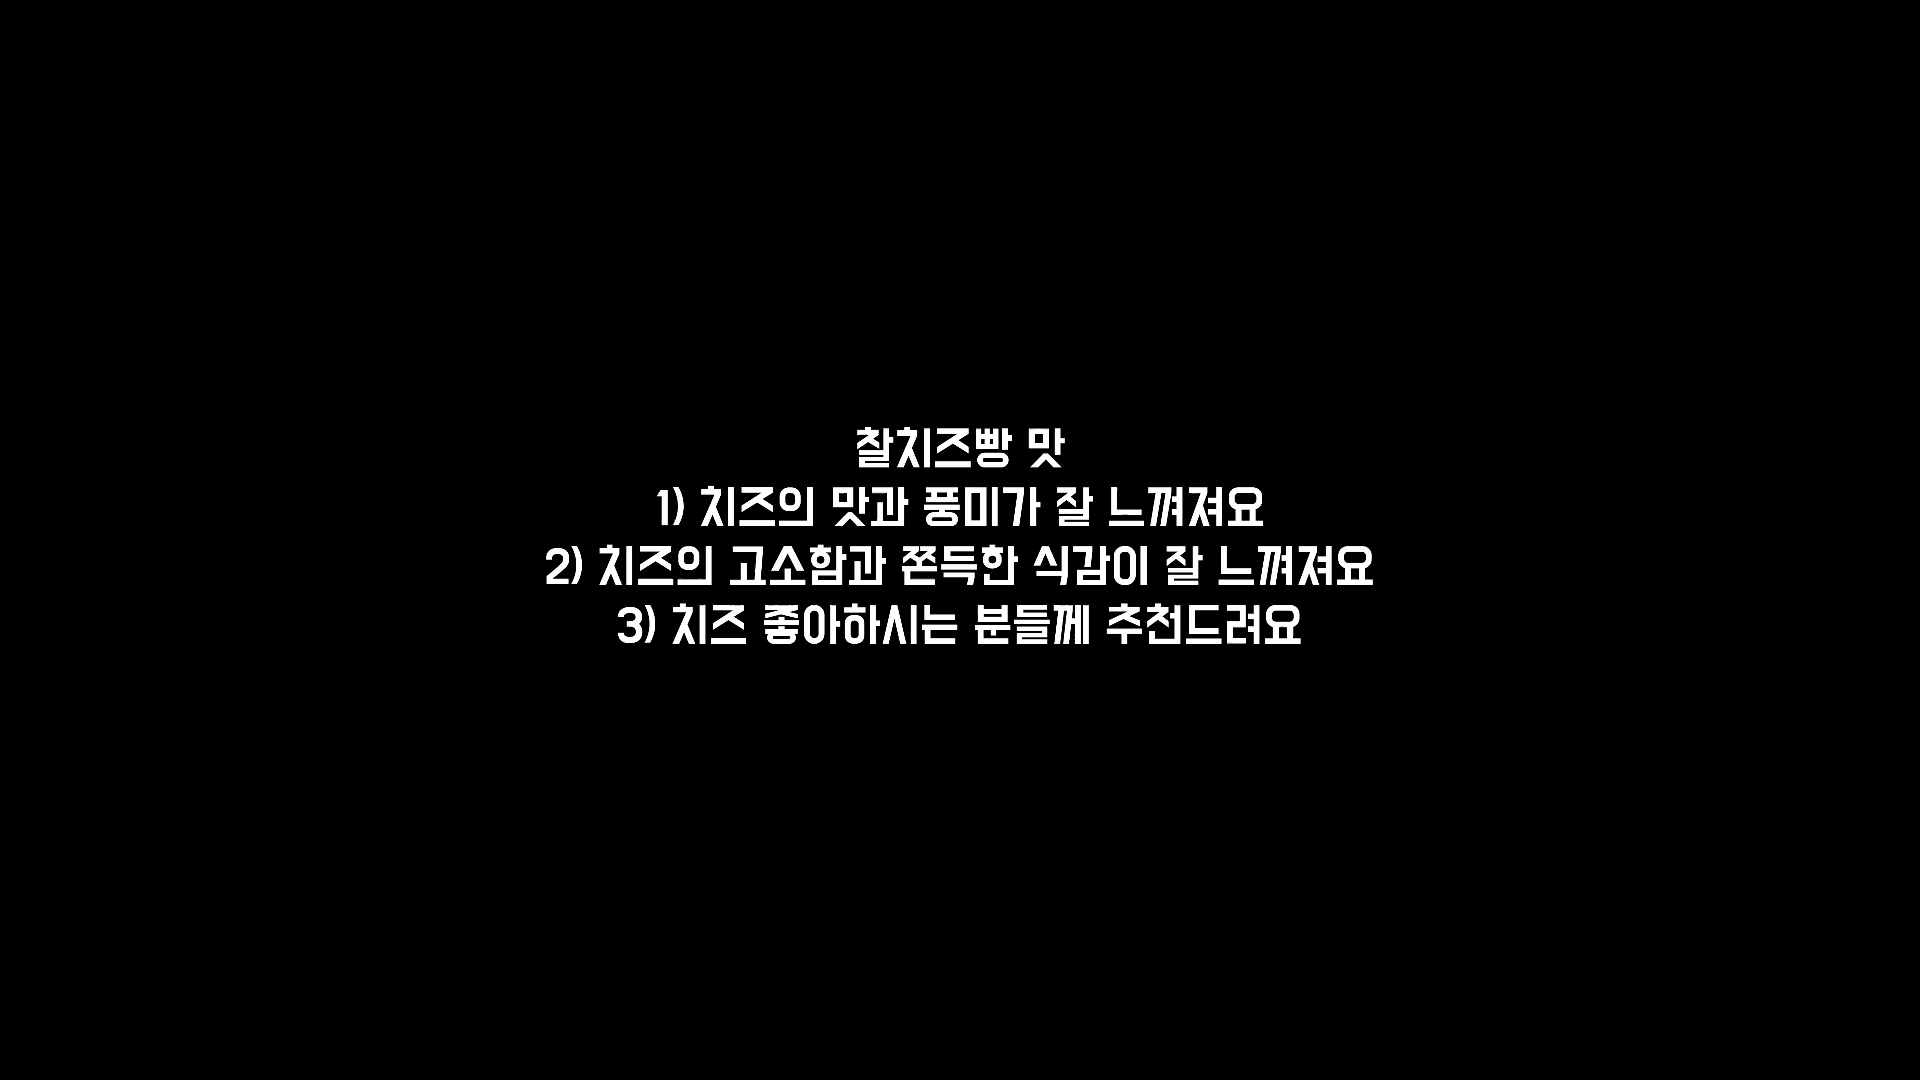 찰치즈빵 맛
1) 치즈의 맛과 풍미가 잘 느껴져요
2) 치즈의 고소함과 쫀득한 식감이 잘 느껴져요
3) 치즈 좋아하시는 분들께 추천드려요